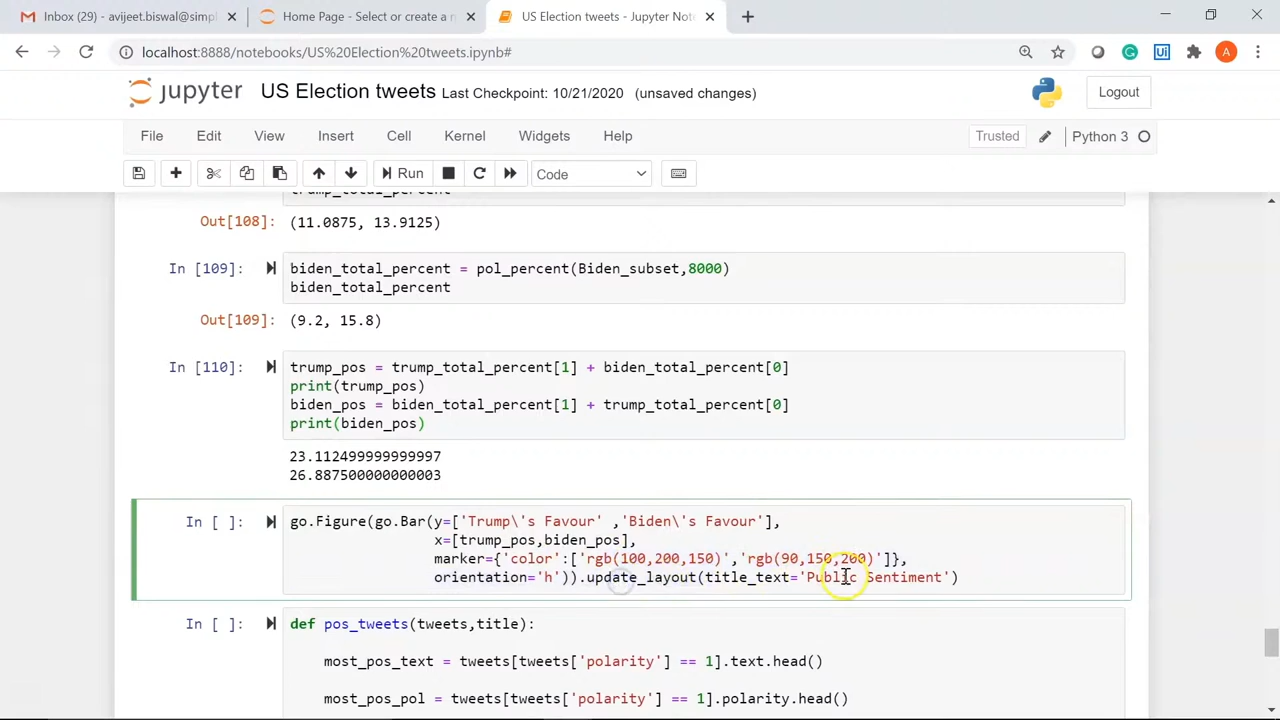 Inbox (29) - avijeet.biswal@simpl
Home Page - Select or create a n
US Election tweets - Jupyter Note
localhost:8888/notebooks/US%20Election%20tweets.ipynb#
A
jupyter US Election tweets Last Checkpoint: 10/21/2020 (unsaved changes)
Logout
File Edit View Insert Cell Kernel Widgets Help
Trusted Python 3
Run Code
Out[108]: (11.0875, 13.9125)
In [109]: biden_total_percent = pol_percent(Biden_subset,8000)
biden_total_percent
Out[109]: (9.2, 15.8)
In [110]: trump_pos = trump_total_percent[1] + biden_total_percent[0]
print(trump_pos)
biden_pos = biden_total_percent[1] + trump_total_percent[0]
print(biden_pos)
23.112499999999997
26.887500000000003
In [ ]: go.Figure(go.Bar(y=['Trump\'s Favour' ,'Biden\'s Favour'],
x=[trump_pos,biden_pos],
marker={'color':['rgb(100,200,150)','rgb(90,150,200)']},
orientation='h')).update_layout(title_text='Public Sentiment')
In [ ]: def pos_tweets(tweets,title):
most_pos_text = tweets[tweets['polarity'] == 1].text.head()
most_pos_pol = tweets[tweets['polarity'] == 1].polarity.head()